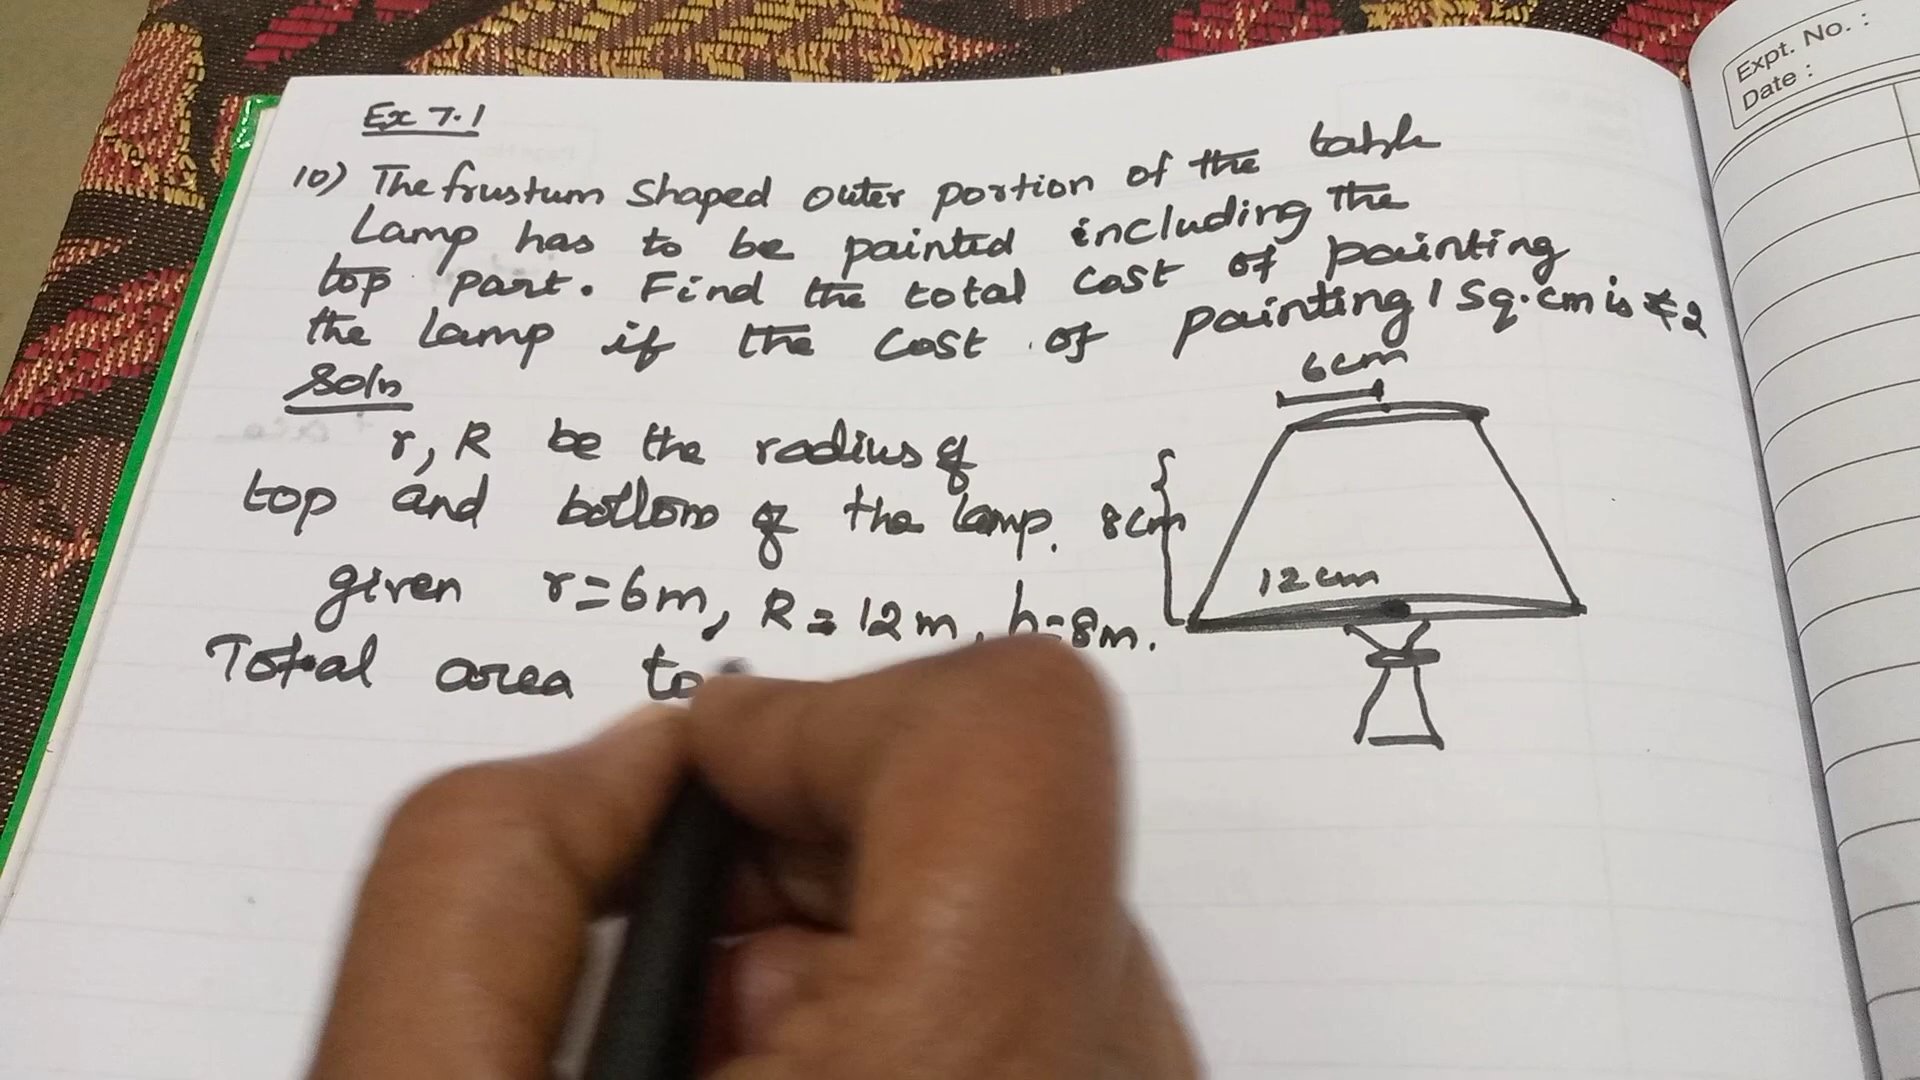 Ex 7.1
10) The frustum shaped outer portion of the table
Lamp has to be painted including the
top part. Find the total cost of painting
the lamp if the cost of painting 1 Sq.cm is ₹2
Soln
r, R be the radius of
top and bottom of the lamp.
given r=6m, R=12m, h=8m.
Total area to
6cm
8cm
12cm
Expt. No. :
Date :